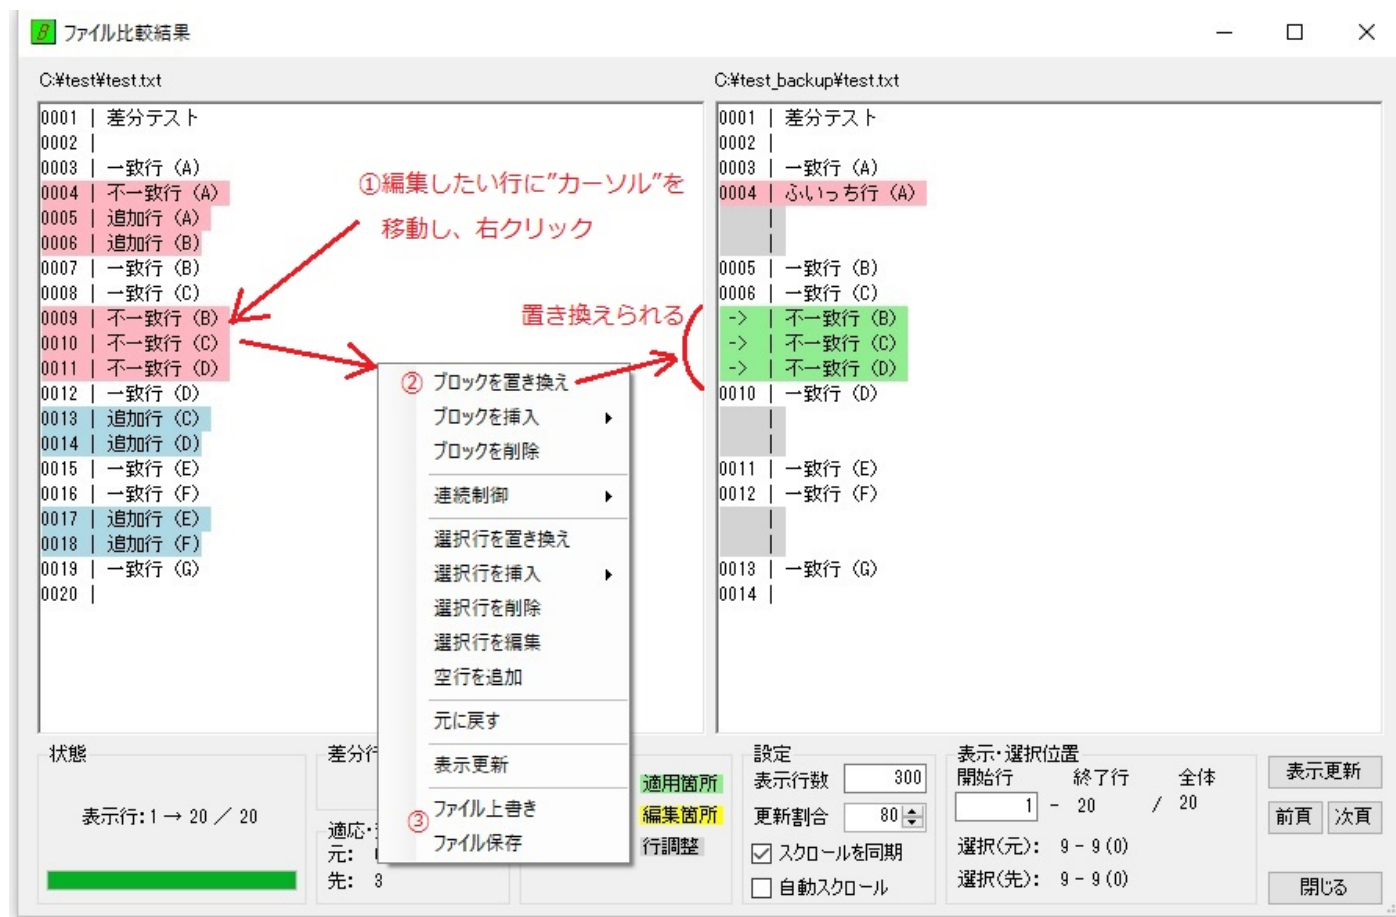 B ファイル比較結果
C:¥test¥test.txt
0001 | 差分テスト
0002 |
0003 | 一致行 (A)
0004 | 不一致行 (A)
0005 | 追加行 (A)
0006 | 追加行 (B)
0007 | 一致行 (B)
0008 | 一致行 (C)
0009 | 不一致行 (B)
0010 | 不一致行 (C)
0011 | 不一致行 (D)
0012 | 一致行 (D)
0013 | 追加行 (C)
0014 | 追加行 (D)
0015 | 一致行 (E)
0016 | 一致行 (F)
0017 | 追加行 (E)
0018 | 追加行 (F)
0019 | 一致行 (G)
0020 |
①編集したい行に”カーソル”を
移動し、右クリック
置き換えられる
② ブロックを置き換え
ブロックを挿入
ブロックを削除
連続制御
選択行を置き換え
選択行を挿入
選択行を削除
選択行を編集
空行を追加
元に戻す
表示更新
③ ファイル上書き
ファイル保存
C:¥test_backup¥test.txt
0001 | 差分テスト
0002 |
0003 | 一致行 (A)
0004 | ふいっち行 (A)
|
|
0005 | 一致行 (B)
0006 | 一致行 (C)
-> | 不一致行 (B)
-> | 不一致行 (C)
-> | 不一致行 (D)
0010 | 一致行 (D)
|
|
0011 | 一致行 (E)
0012 | 一致行 (F)
|
|
0013 | 一致行 (G)
0014 |
状態
表示行:1 → 20 ／ 20
差分行
適応・
元:
先: 3
適用箇所
編集箇所
行調整
設定
表示行数 300
更新割合 80
スクロールを同期
自動スクロール
表示・選択位置
開始行 終了行 全体
1 - 20 / 20
選択(元): 9 - 9 (0)
選択(先): 9 - 9 (0)
表示更新
前頁 次頁
閉じる